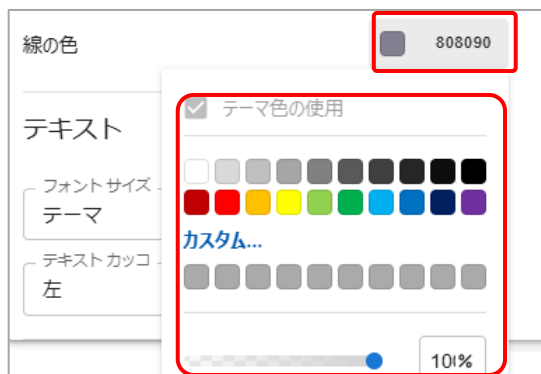 線の色
808090
テーマ色の使用
テキスト
フォント サイズ
テーマ
カスタム...
テキスト カッコ
左
100%